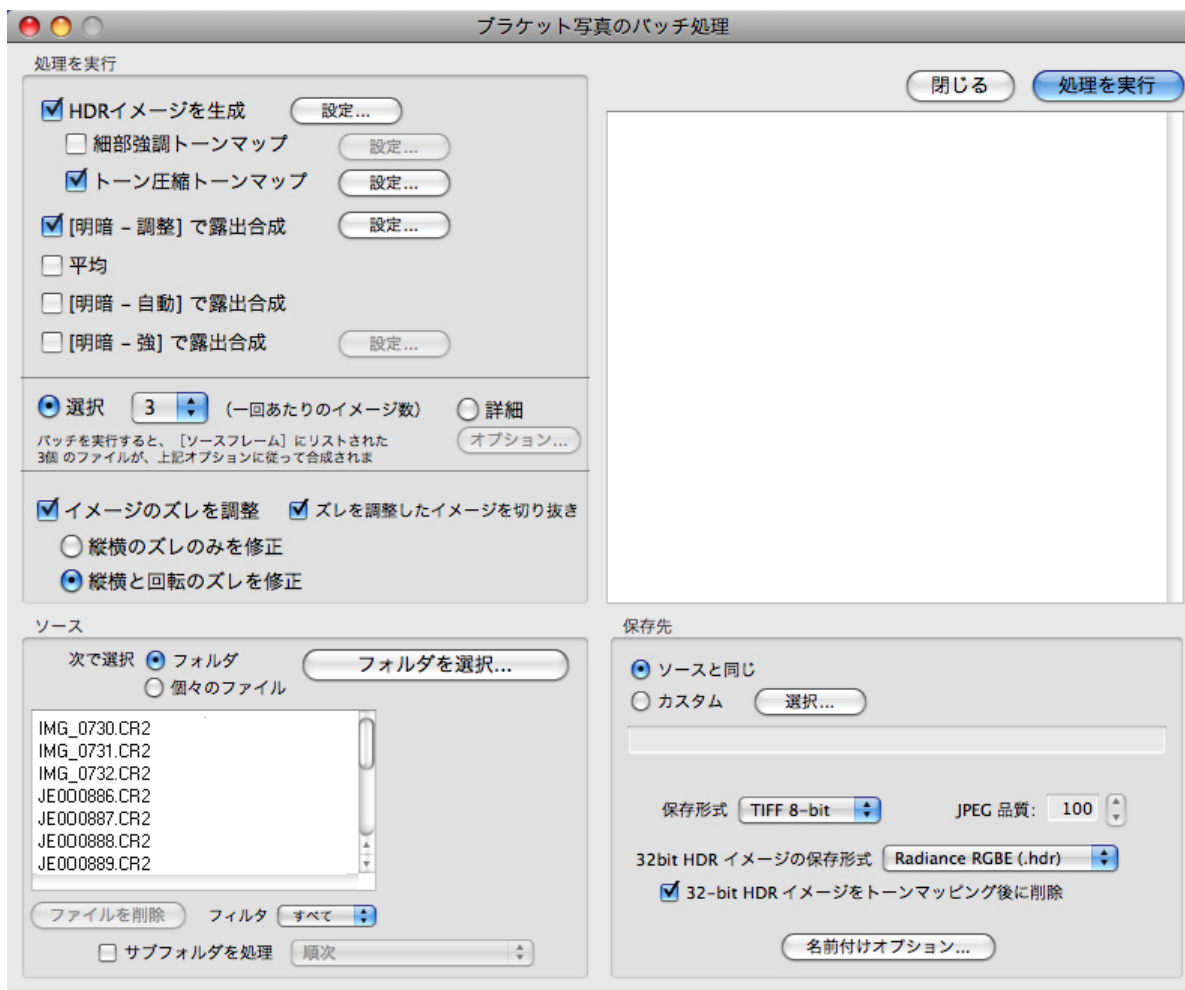 ブラケット写真のバッチ処理
処理を実行
閉じる
処理を実行
HDRイメージを生成
設定...
細部強調トーンマップ
設定...
トーン圧縮トーンマップ
設定...
[明暗 – 調整] で露出合成
設定...
平均
[明暗 – 自動] で露出合成
[明暗 – 強] で露出合成
設定...
選択
3
(一回あたりのイメージ数)
詳細
バッチを実行すると、 [ソースフレーム] にリストされた
3個 のファイルが、上記オプションに従って合成されま
オプション...
イメージのズレを調整
ズレを調整したイメージを切り抜き
縦横のズレのみを修正
縦横と回転のズレを修正
ソース
次で選択
フォルダ
フォルダを選択...
個々のファイル
IMG_0730.CR2
IMG_0731.CR2
IMG_0732.CR2
JE000886.CR2
JE000887.CR2
JE000888.CR2
JE000889.CR2
ファイルを削除
フィルタ
すべて
サブフォルダを処理
順次
保存先
ソースと同じ
カスタム
選択...
保存形式
TIFF 8-bit
JPEG 品質:
100
32bit HDR イメージの保存形式
Radiance RGBE (.hdr)
32-bit HDR イメージをトーンマッピング後に削除
名前付けオプション...